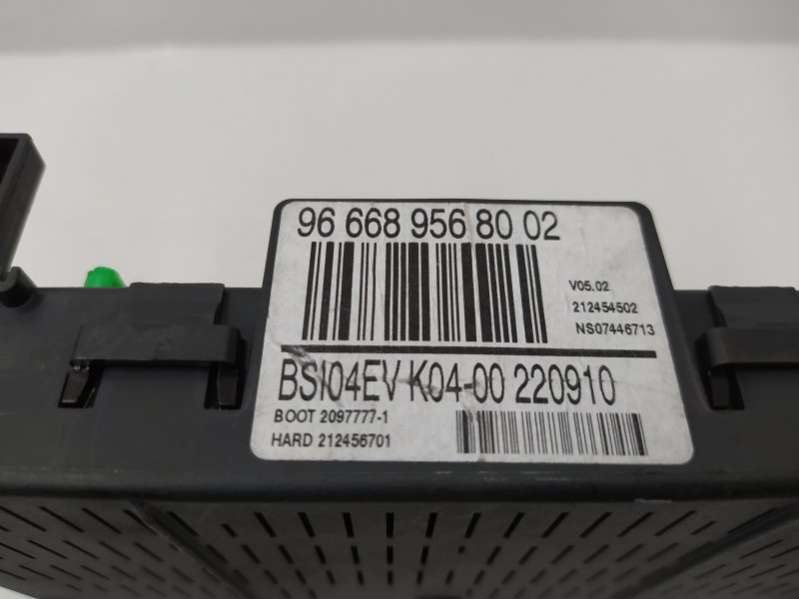 96 668 956 80 02
V05.02
212454502
NS07446713
BSI04EV K04-00 220910
BOOT 2097777-1
HARD 212456701